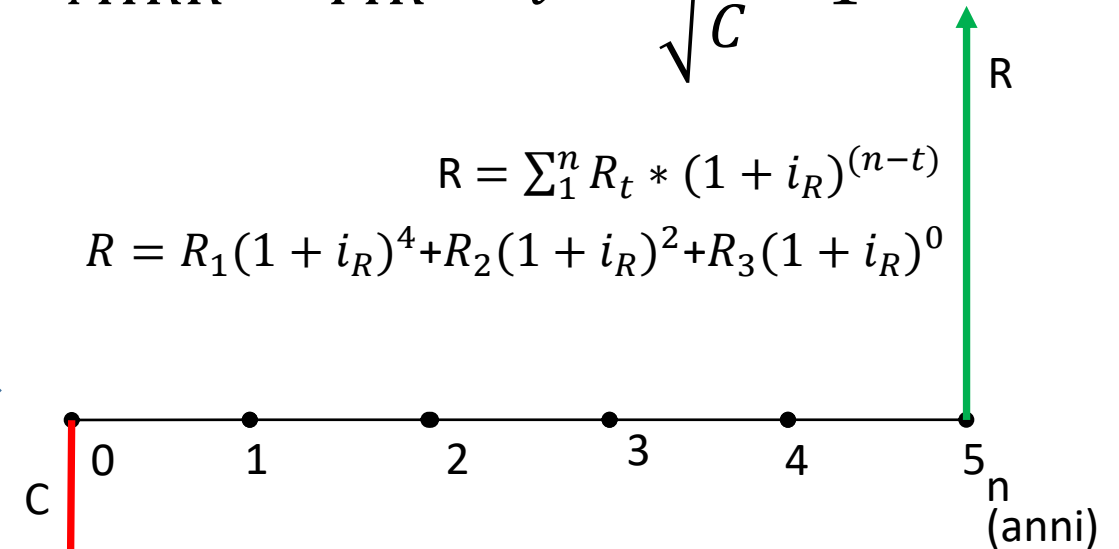 √C
R
R = ∑₁ⁿ Rₜ * (1 + i_R)^(n−t)
R = R₁(1 + i_R)⁴+R₂(1 + i_R)²+R₃(1 + i_R)⁰
0 1 2 3 4 5
C
n
(anni)